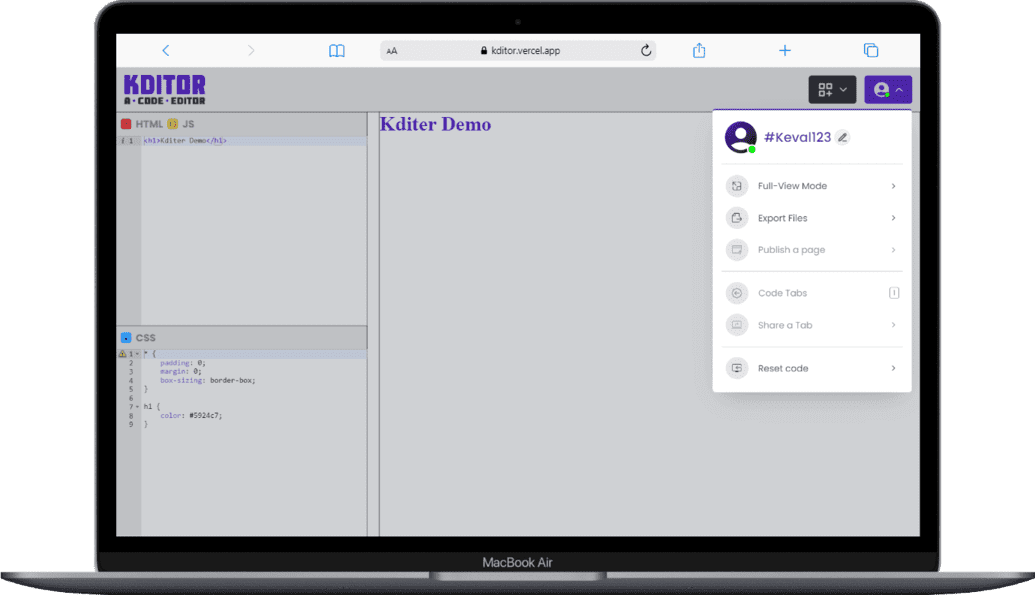 AA kditor.vercel.app
KDITOR
A•CODE•EDITOR
HTML {} JS
1 <h1>Kditer Demo</h1>
Kditer Demo
#Keval123
Full-View Mode
Export Files
Publish a page
Code Tabs
Share a Tab
Reset code
CSS
1 * {
2 padding: 0;
3 margin: 0;
4 box-sizing: border-box;
5 }
6
7 h1 {
8 color: #5924c7;
9 }
MacBook Air